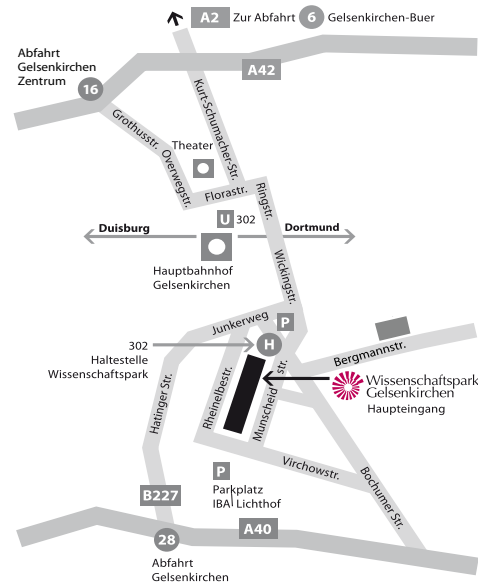 A2 Zur Abfahrt 6 Gelsenkirchen-Buer
Abfahrt
Gelsenkirchen
Zentrum
16
A42
Kurt-Schumacher-Str.
Grothusstr.
Overwegstr.
Theater
Florastr.
Ringstr.
U 302
Duisburg
Dortmund
Hauptbahnhof
Gelsenkirchen
Wickingstr.
Junkerweg
P
H
302
Haltestelle
Wissenschaftspark
Bergmannstr.
Hatinger Str.
Rheinelbestr.
Munscheid str.
Wissenschaftspark
Gelsenkirchen
Haupteingang
Virchowstr.
Bochumer Str.
P
Parkplatz
IBA Lichthof
B227
A40
28
Abfahrt
Gelsenkirchen